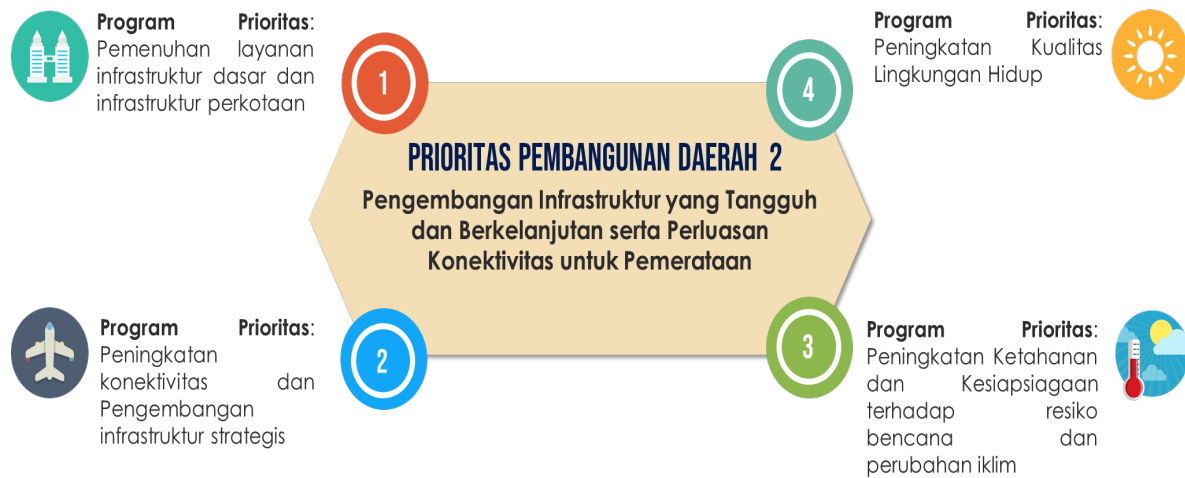 Program Prioritas:
Pemenuhan layanan
infrastruktur dasar dan
infrastruktur perkotaan
1
4
Program Prioritas:
Peningkatan Kualitas
Lingkungan Hidup
PRIORITAS PEMBANGUNAN DAERAH 2
Pengembangan Infrastruktur yang Tangguh
dan Berkelanjutan serta Perluasan
Konektivitas untuk Pemerataan
Program Prioritas:
Peningkatan
konektivitas dan
Pengembangan
infrastruktur strategis
2
3
Program Prioritas:
Peningkatan Ketahanan
dan Kesiapsiagaan
terhadap resiko
bencana dan
perubahan iklim